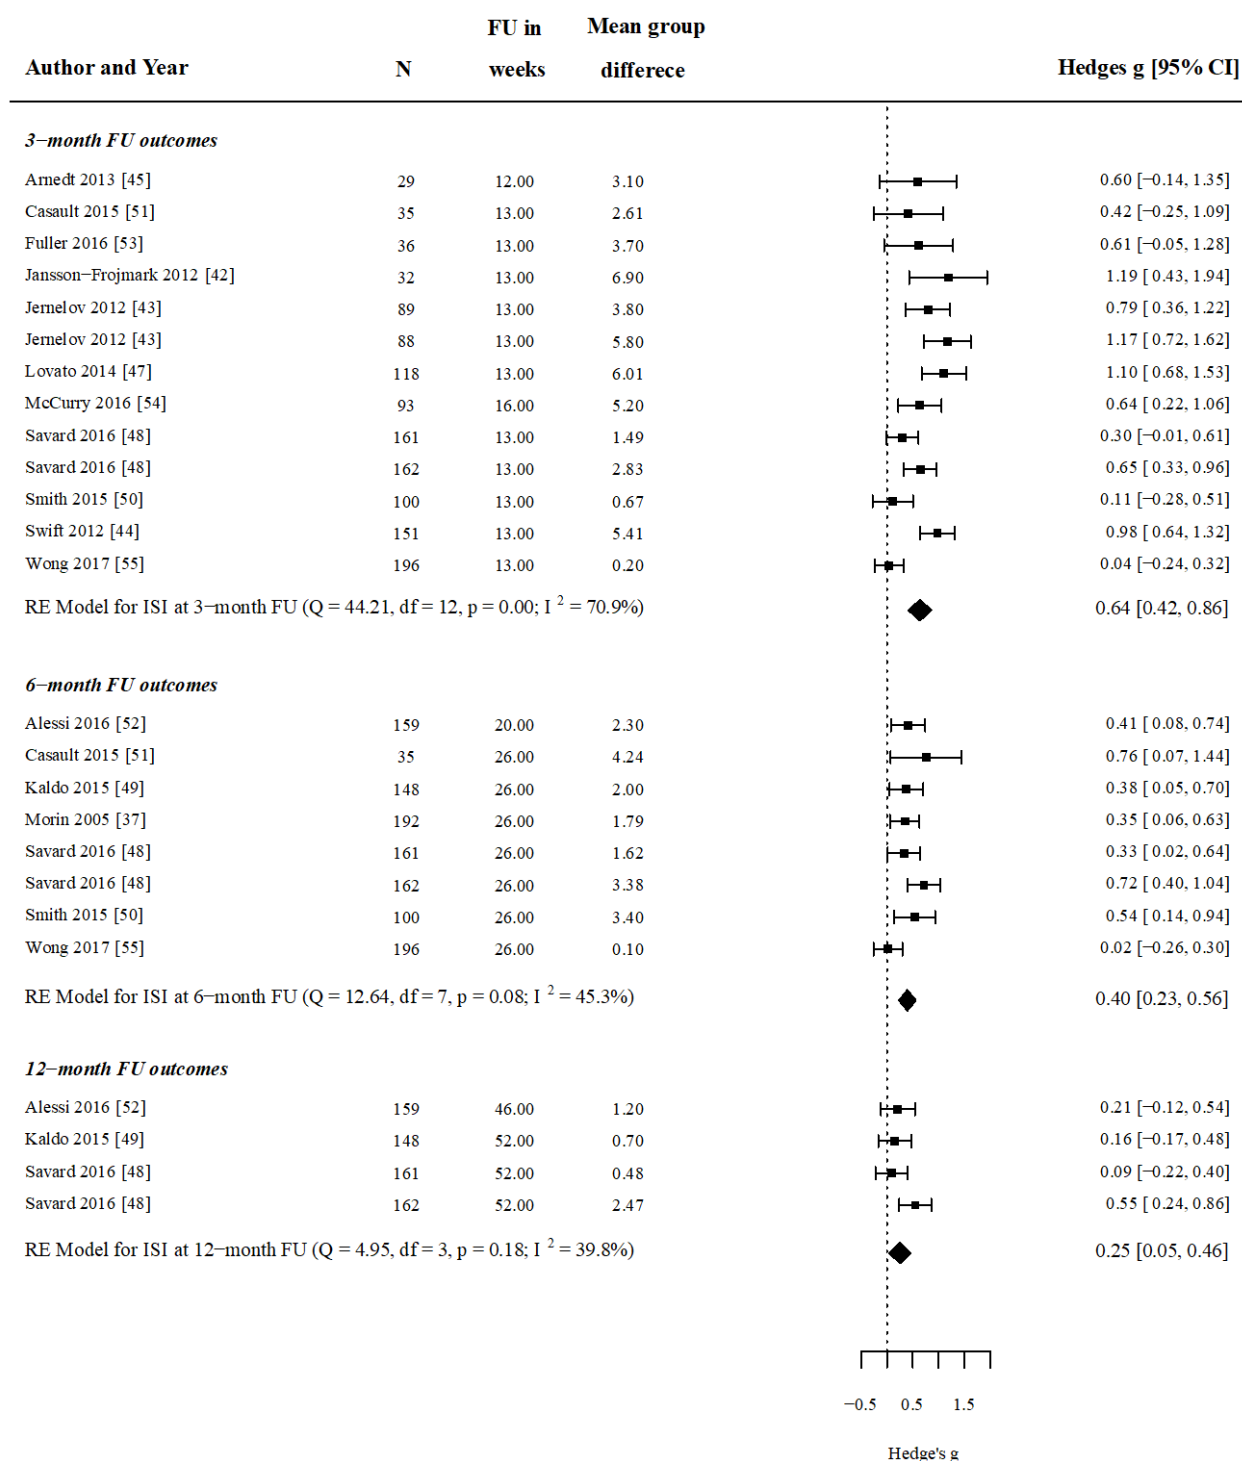 FU in Mean group
Author and Year N weeks differece Hedges g [95% CI]
3−month FU outcomes
Arnedt 2013 [45] 29 12.00 3.10 0.60 [−0.14, 1.35]
Casault 2015 [51] 35 13.00 2.61 0.42 [−0.25, 1.09]
Fuller 2016 [53] 36 13.00 3.70 0.61 [−0.05, 1.28]
Jansson−Frojmark 2012 [42] 32 13.00 6.90 1.19 [ 0.43, 1.94]
Jernelov 2012 [43] 89 13.00 3.80 0.79 [ 0.36, 1.22]
Jernelov 2012 [43] 88 13.00 5.80 1.17 [ 0.72, 1.62]
Lovato 2014 [47] 118 13.00 6.01 1.10 [ 0.68, 1.53]
McCurry 2016 [54] 93 16.00 5.20 0.64 [ 0.22, 1.06]
Savard 2016 [48] 161 13.00 1.49 0.30 [−0.01, 0.61]
Savard 2016 [48] 162 13.00 2.83 0.65 [ 0.33, 0.96]
Smith 2015 [50] 100 13.00 0.67 0.11 [−0.28, 0.51]
Swift 2012 [44] 151 13.00 5.41 0.98 [ 0.64, 1.32]
Wong 2017 [55] 196 13.00 0.20 0.04 [−0.24, 0.32]
RE Model for ISI at 3−month FU (Q = 44.21, df = 12, p = 0.00; I 2 = 70.9%) 0.64 [0.42, 0.86]
6−month FU outcomes
Alessi 2016 [52] 159 20.00 2.30 0.41 [ 0.08, 0.74]
Casault 2015 [51] 35 26.00 4.24 0.76 [ 0.07, 1.44]
Kaldo 2015 [49] 148 26.00 2.00 0.38 [ 0.05, 0.70]
Morin 2005 [37] 192 26.00 1.79 0.35 [ 0.06, 0.63]
Savard 2016 [48] 161 26.00 1.62 0.33 [ 0.02, 0.64]
Savard 2016 [48] 162 26.00 3.38 0.72 [ 0.40, 1.04]
Smith 2015 [50] 100 26.00 3.40 0.54 [ 0.14, 0.94]
Wong 2017 [55] 196 26.00 0.10 0.02 [−0.26, 0.30]
RE Model for ISI at 6−month FU (Q = 12.64, df = 7, p = 0.08; I 2 = 45.3%) 0.40 [0.23, 0.56]
12−month FU outcomes
Alessi 2016 [52] 159 46.00 1.20 0.21 [−0.12, 0.54]
Kaldo 2015 [49] 148 52.00 0.70 0.16 [−0.17, 0.48]
Savard 2016 [48] 161 52.00 0.48 0.09 [−0.22, 0.40]
Savard 2016 [48] 162 52.00 2.47 0.55 [ 0.24, 0.86]
RE Model for ISI at 12−month FU (Q = 4.95, df = 3, p = 0.18; I 2 = 39.8%) 0.25 [0.05, 0.46]
−0.5 0.5 1.5
Hedge's g